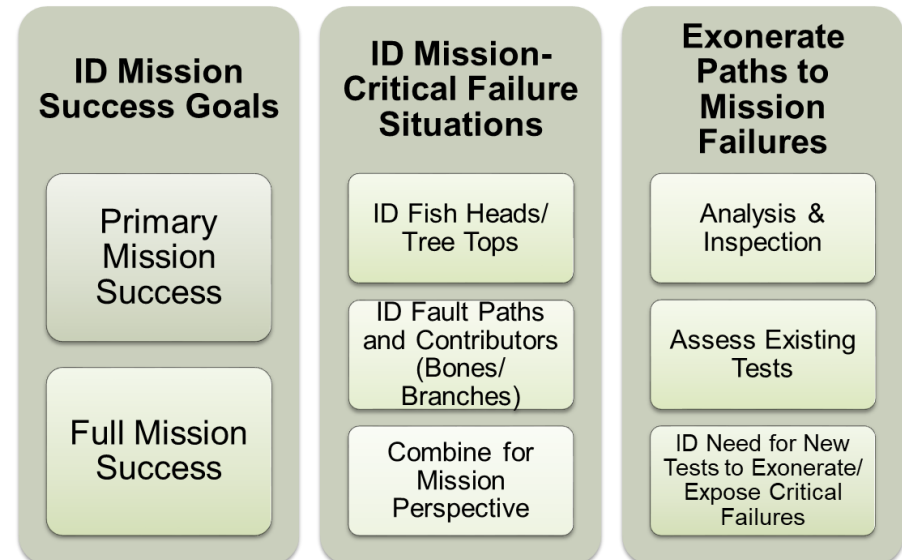 ID Mission
Success Goals
Primary
Mission
Success
Full Mission
Success
ID Mission-
Critical Failure
Situations
ID Fish Heads/
Tree Tops
ID Fault Paths
and Contributors
(Bones/
Branches)
Combine for
Mission
Perspective
Exonerate
Paths to
Mission
Failures
Analysis &
Inspection
Assess Existing
Tests
ID Need for New
Tests to Exonerate/
Expose Critical
Failures